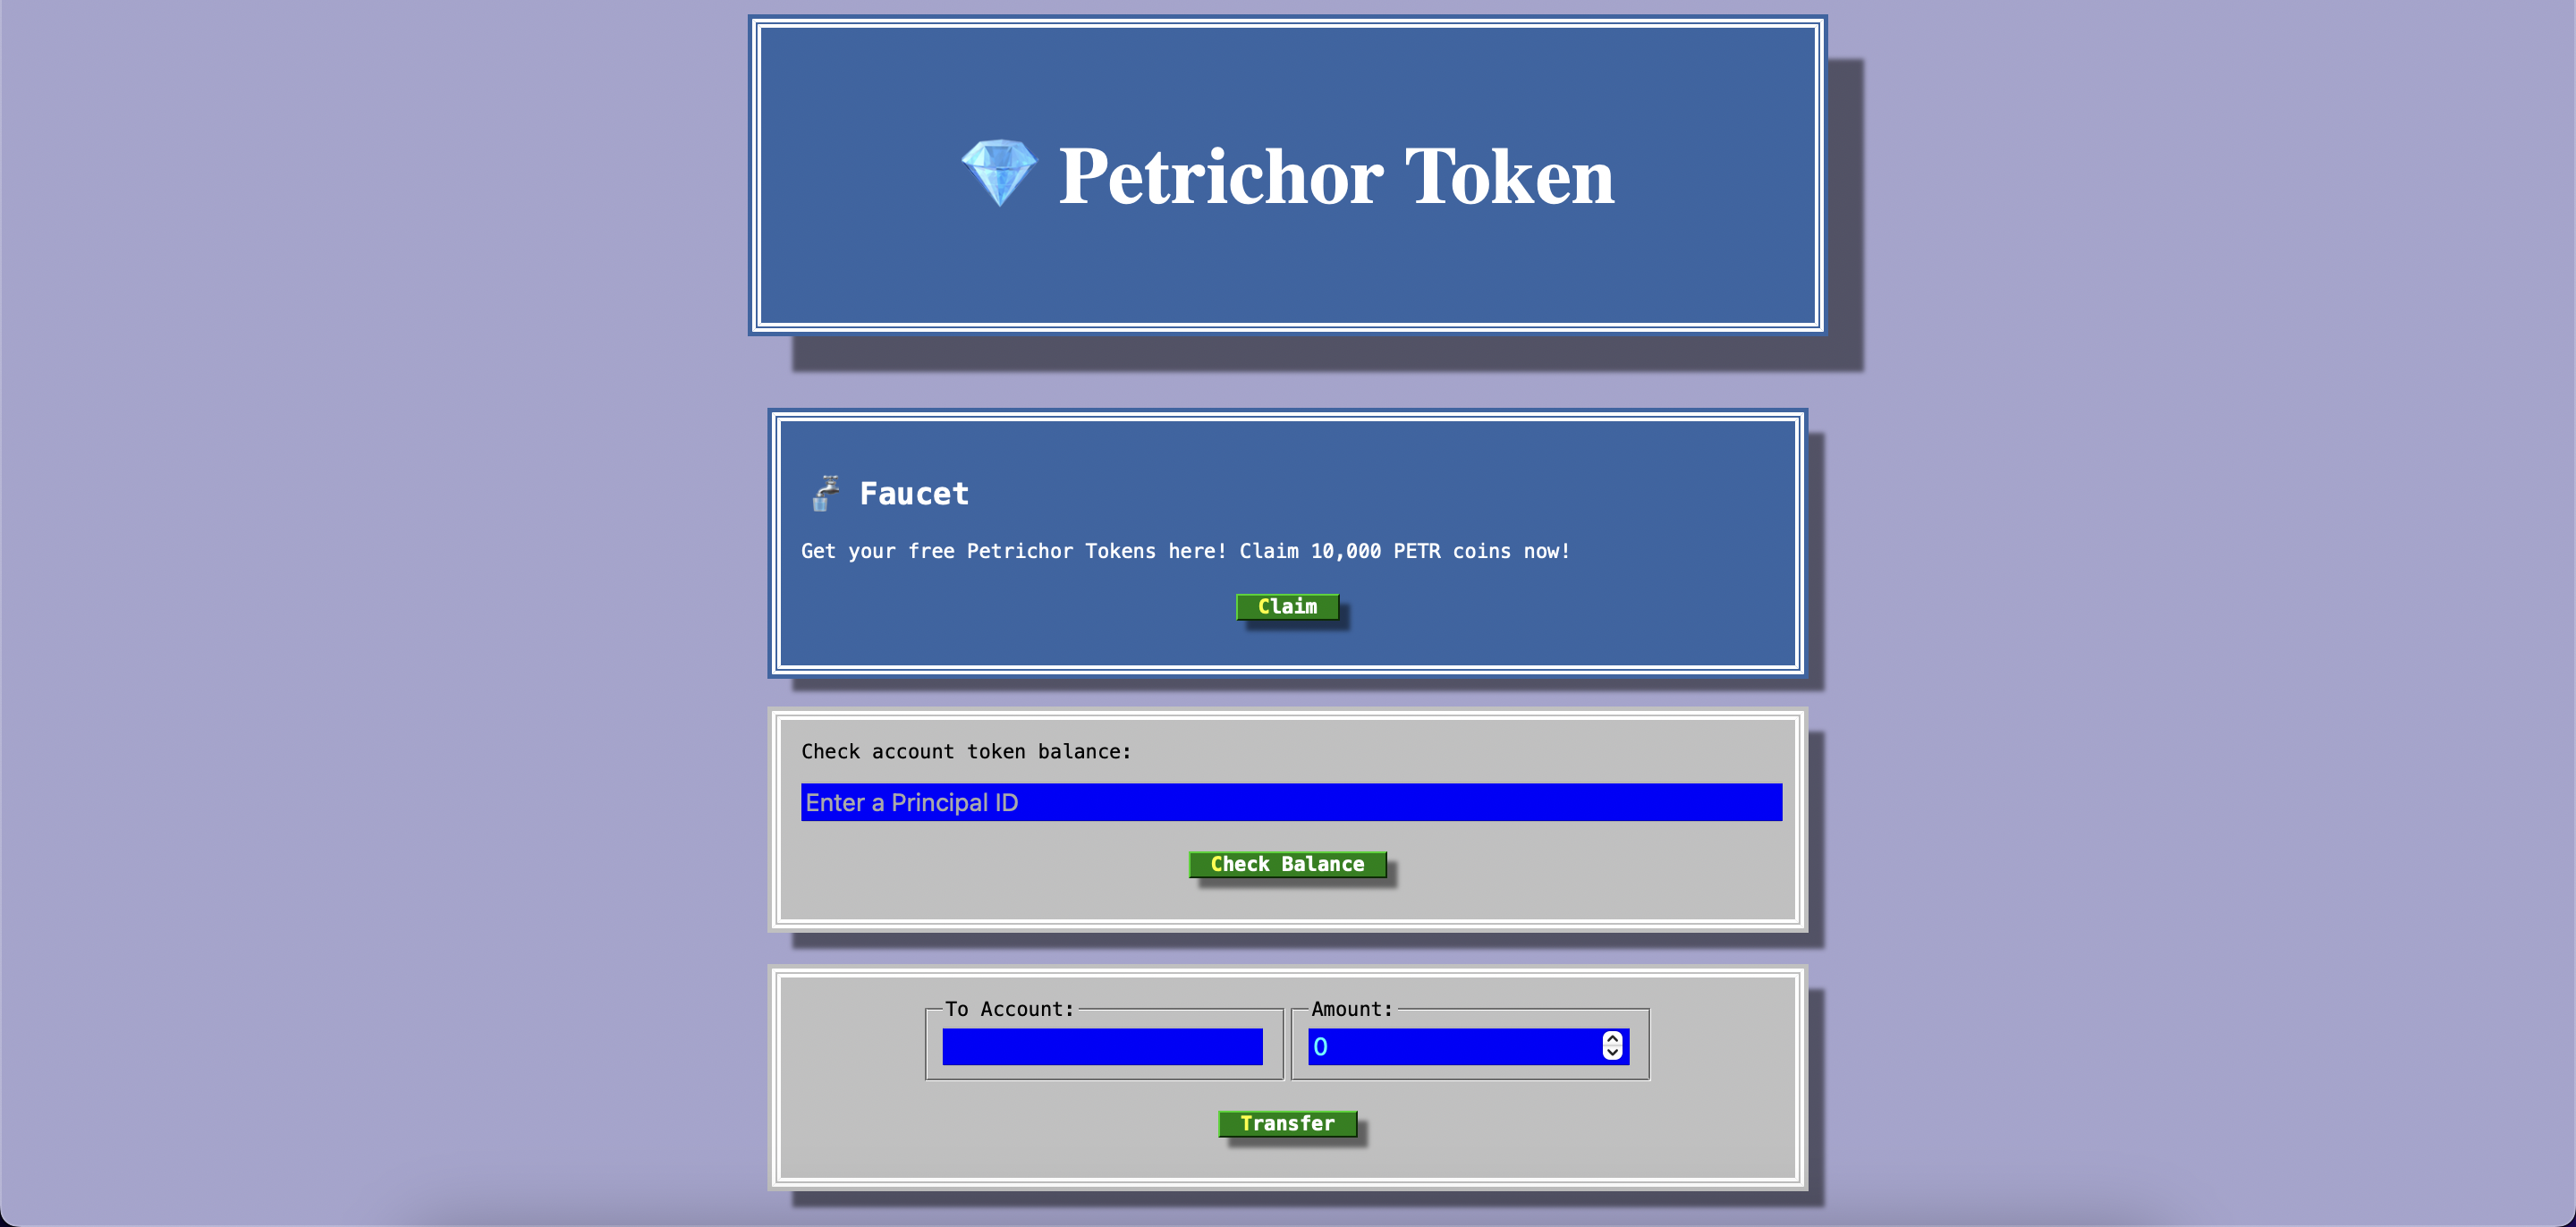 Petrichor Token
Faucet
Get your free Petrichor Tokens here! Claim 10,000 PETR coins now!
Claim
Check account token balance:
Enter a Principal ID
Check Balance
To Account: Amount:
0
Transfer